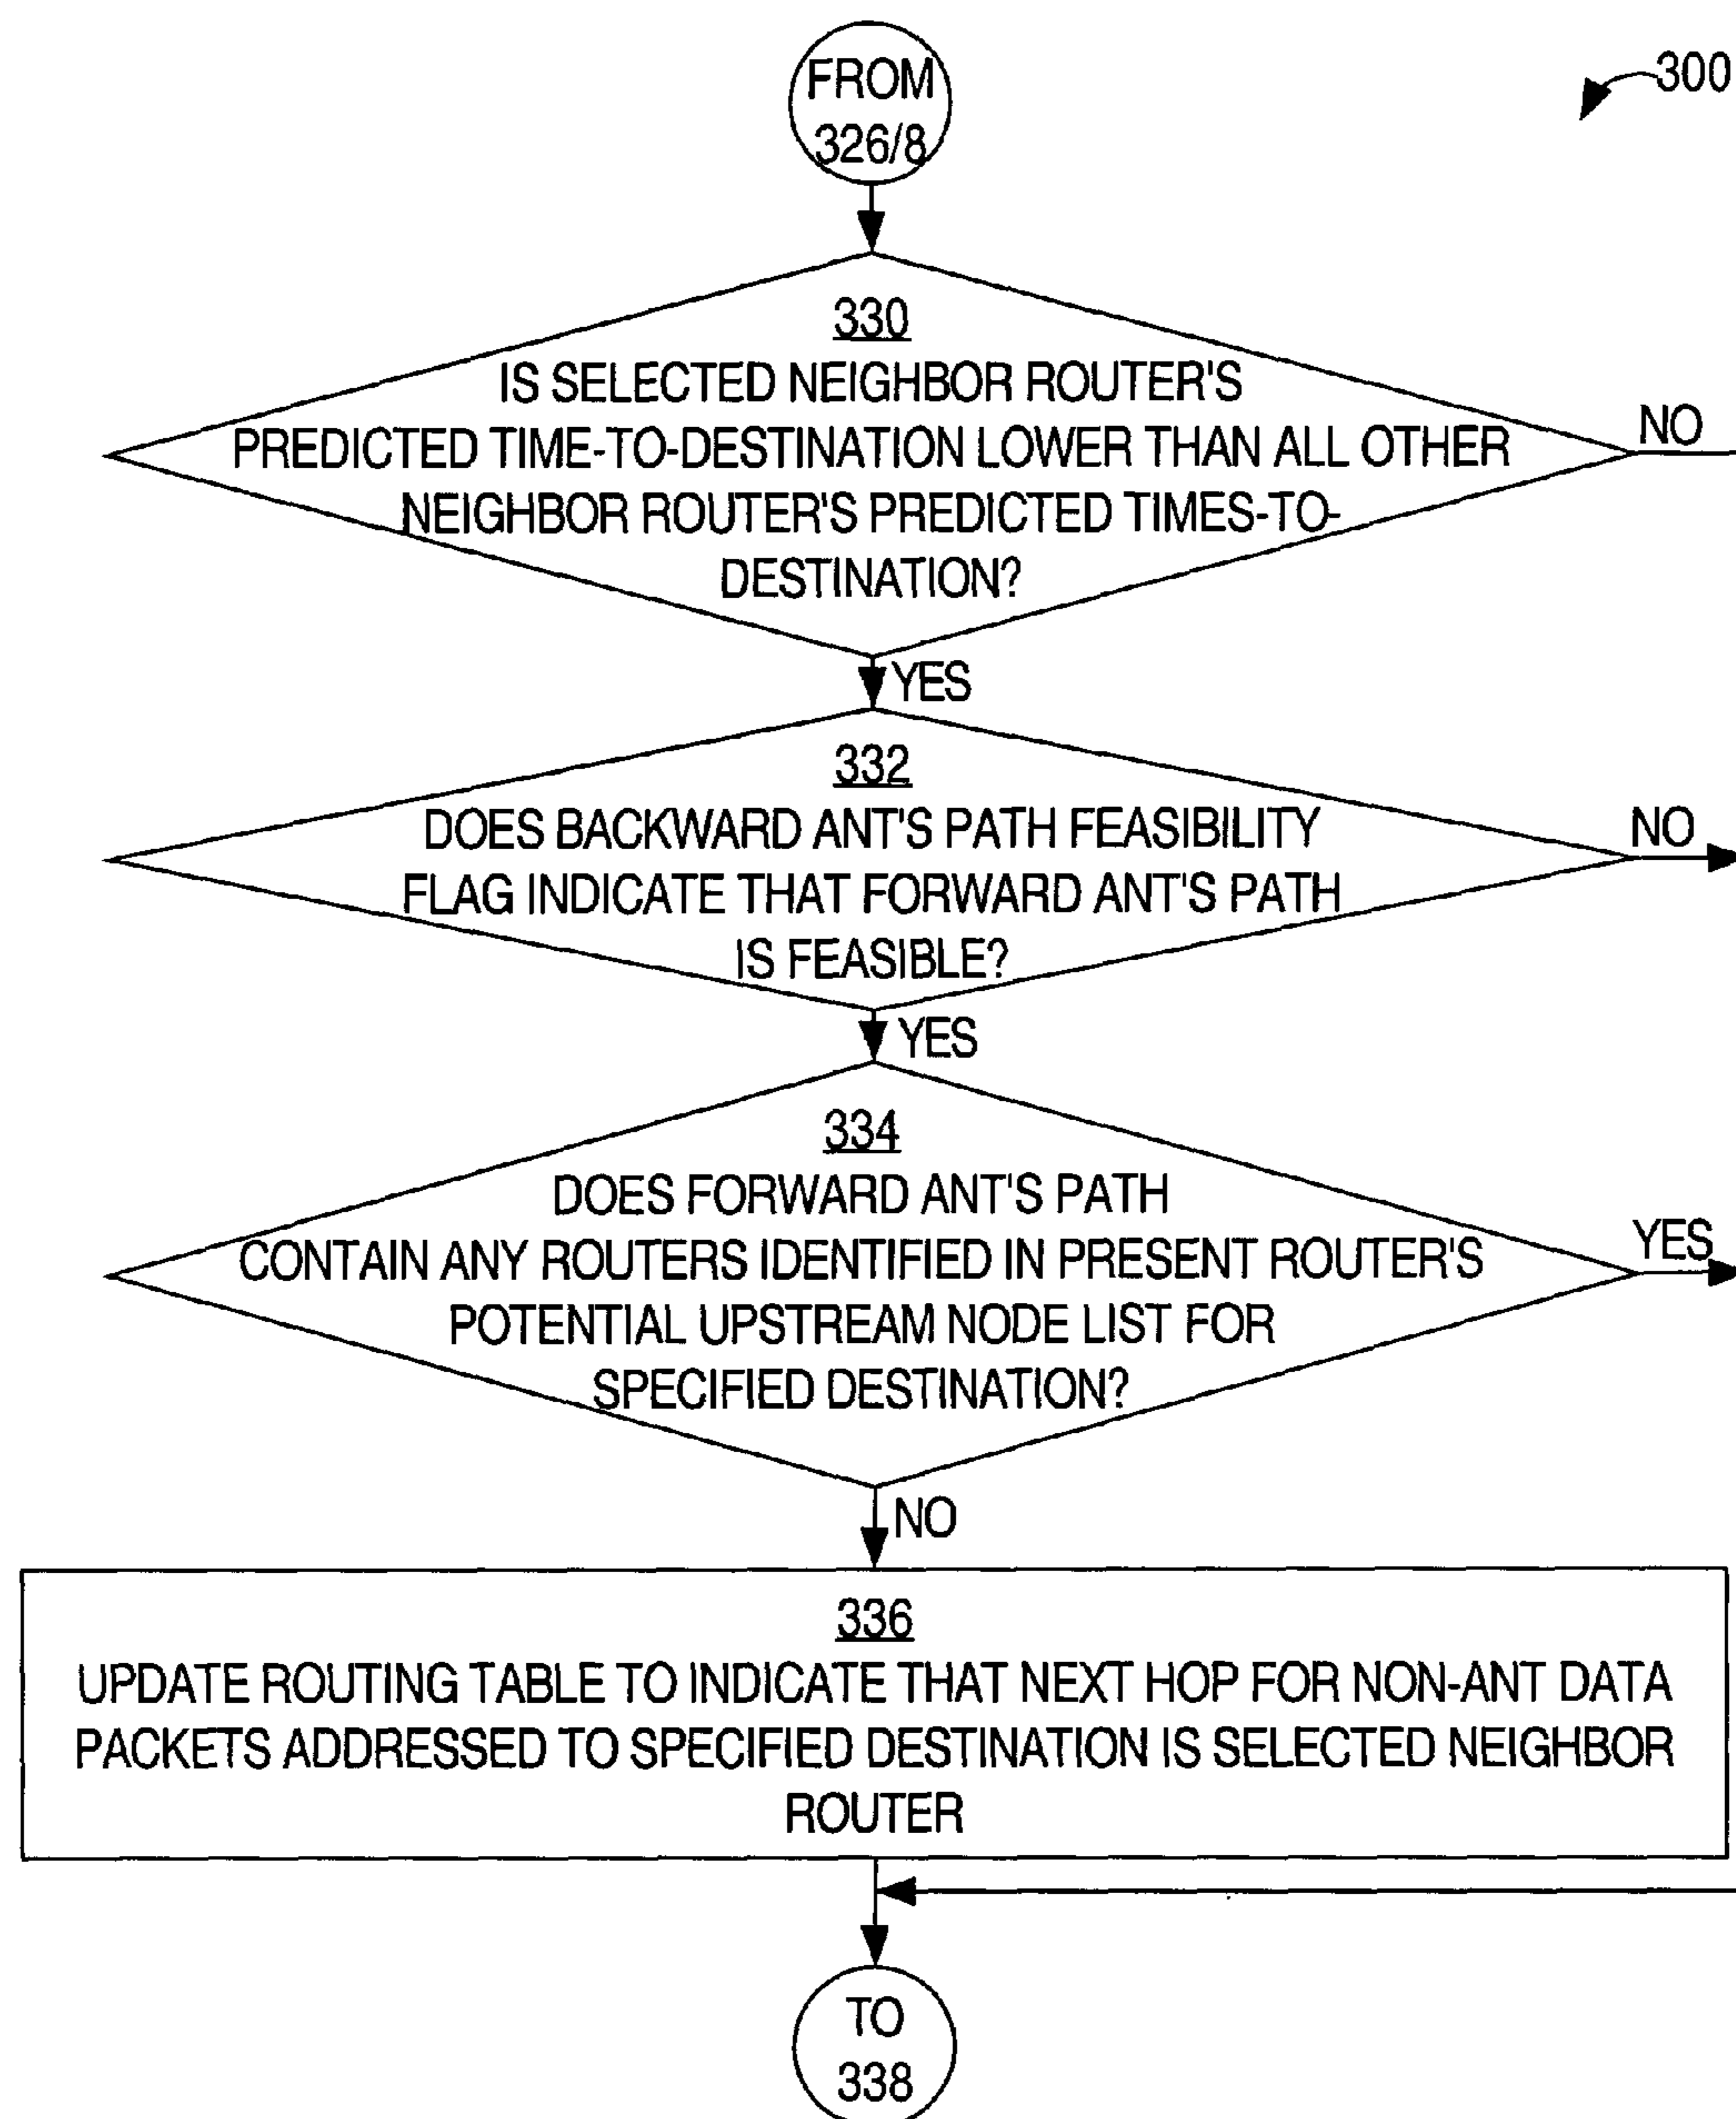 FROM
326/8
300
330
IS SELECTED NEIGHBOR ROUTER'S
PREDICTED TIME-TO-DESTINATION LOWER THAN ALL OTHER
NEIGHBOR ROUTER'S PREDICTED TIMES-TO-
DESTINATION?
NO
YES
332
DOES BACKWARD ANT'S PATH FEASIBILITY
FLAG INDICATE THAT FORWARD ANT'S PATH
IS FEASIBLE?
NO
YES
334
DOES FORWARD ANT'S PATH
CONTAIN ANY ROUTERS IDENTIFIED IN PRESENT ROUTER'S
POTENTIAL UPSTREAM NODE LIST FOR
SPECIFIED DESTINATION?
YES
NO
336
UPDATE ROUTING TABLE TO INDICATE THAT NEXT HOP FOR NON-ANT DATA
PACKETS ADDRESSED TO SPECIFIED DESTINATION IS SELECTED NEIGHBOR
ROUTER
TO
338